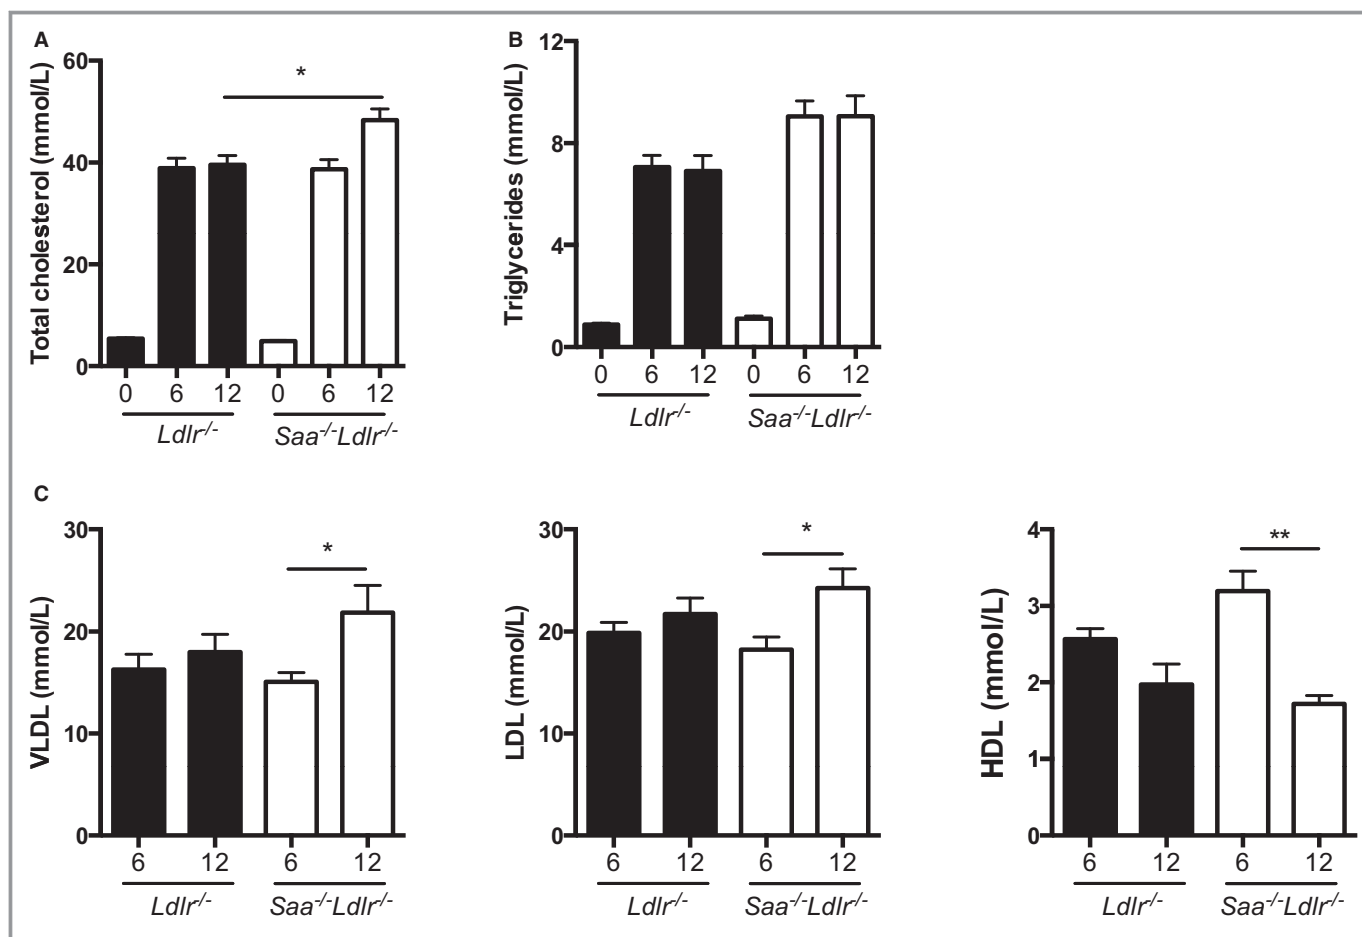 A
Total cholesterol (mmol/L)
60
40
20
0
*
0 6 12 0 6 12
Ldlr-/- Saa-/-Ldlr-/-
B
Triglycerides (mmol/L)
12
8
4
0
0 6 12 0 6 12
Ldlr-/- Saa-/-Ldlr-/-
C
VLDL (mmol/L)
30
20
10
0
*
6 12 6 12
Ldlr-/- Saa-/-Ldlr-/-
LDL (mmol/L)
30
20
10
0
*
6 12 6 12
Ldlr-/- Saa-/-Ldlr-/-
HDL (mmol/L)
4
3
2
1
0
**
6 12 6 12
Ldlr-/- Saa-/-Ldlr-/-